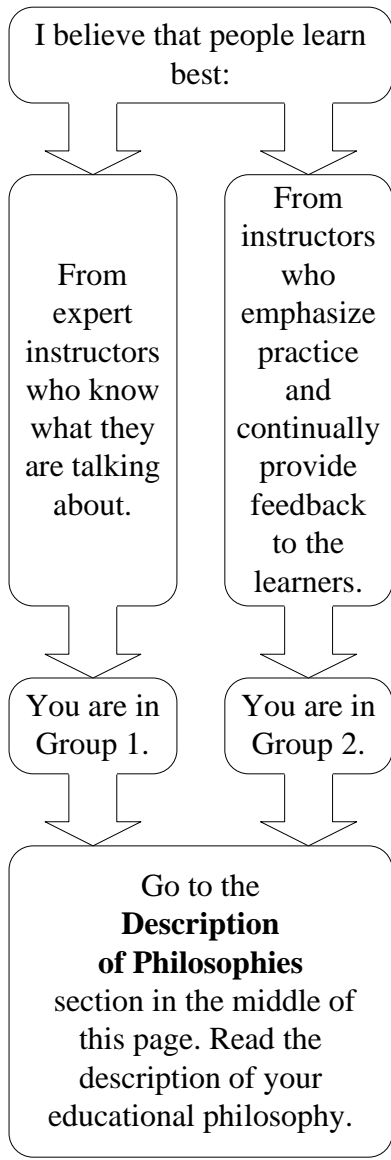 I believe that people learn
best:
From
expert
instructors
who know
what they
are talking
about.
From
instructors
who
emphasize
practice
and
continually
provide
feedback
to the
learners.
You are in
Group 1.
You are in
Group 2.
Go to the
Description
of Philosophies
section in the middle of
this page. Read the
description of your
educational philosophy.